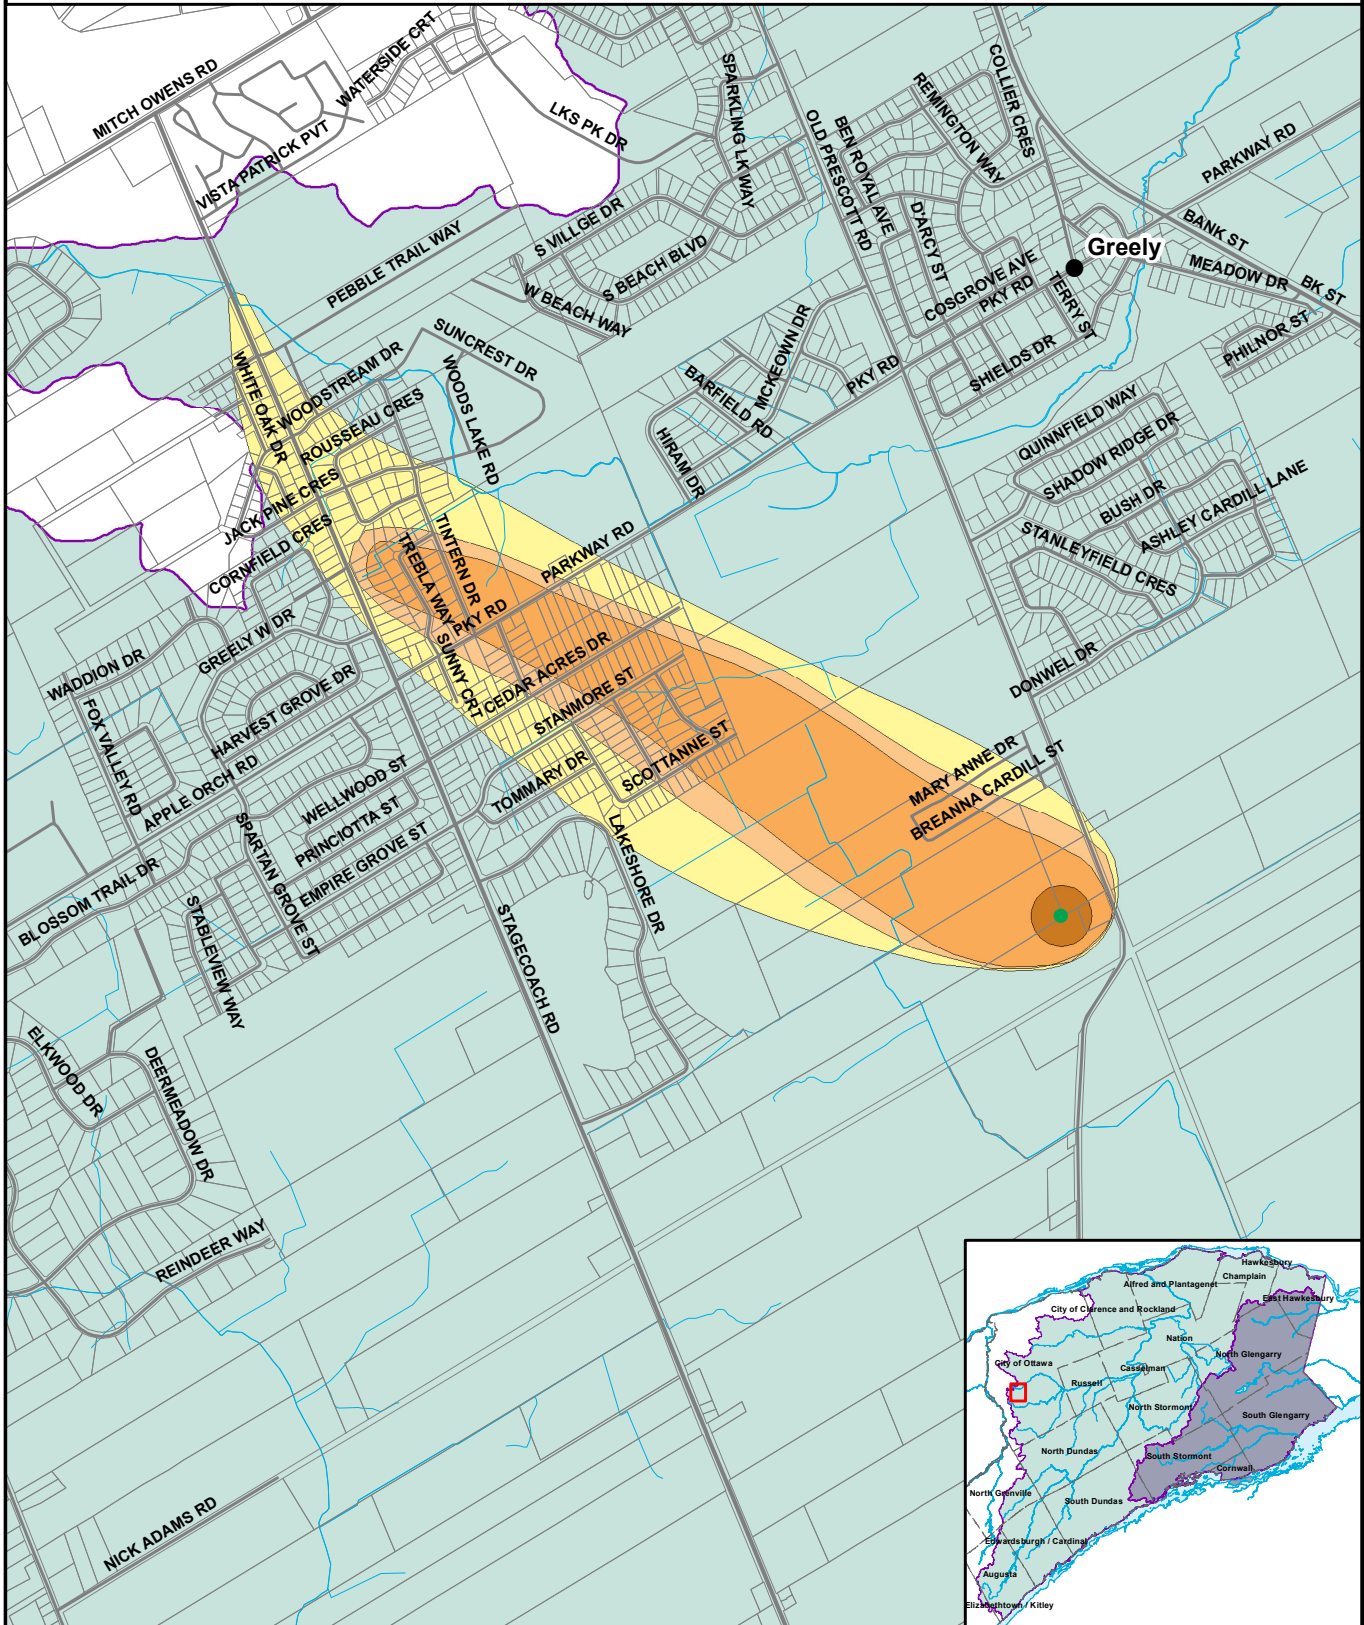 MITCH OWENS RD
WATERSIDE CRT
VISTA PATRICK PVT
LKS PK DR
SPARKLING LK WAY
OLD PRESCOTT RD
BEN ROYAL AVE
REMINGTON WAY
COLLIER CRES
D'ARCY ST
PARKWAY RD
BANK ST
Greely
MEADOW DR
BK ST
PHILNOR ST
COSGROVE AVE
PKY RD
TERRY ST
SHIELDS DR
S VILLGE DR
S BEACH BLVD
W BEACH WAY
PEBBLE TRAIL WAY
SUNCREST DR
WOODSTREAM DR
WOODS LAKE RD
ROUSSEAU CRES
WHITE OAK DR
JACK PINE CRES
CORNFIELD CRES
MCKEOWN DR
BARFIELD RD
HIRAM DR
PKY RD
QUINNFIELD WAY
SHADOW RIDGE DR
BUSH DR
ASHLEY CARDILL LANE
STANLEYFIELD CRES
DONWEL DR
TINTERN DR
TREBLA WAY
PARKWAY RD
PKY RD
SUNNY CRT
CEDAR ACRES DR
STANMORE ST
SCOTTANNE ST
TOMMARY DR
GREELY W DR
WADDION DR
FOX VALLEY RD
HARVEST GROVE DR
APPLE ORCH RD
WELLWOOD ST
PRINCIOTTA ST
EMPIRE GROVE ST
SPARTAN GROVE ST
BLOSSOM TRAIL DR
STABLEVIEW WAY
LAKESHORE DR
STAGECOACH RD
MARY ANNE DR
BREANNA CARDILL ST
ELKWOOD DR
DEERMEADOW DR
REINDEER WAY
NICK ADAMS RD
Hawkesbury
Champlain
Alfred and Plantagenet
East Hawkesbury
City of Clarence and Rockland
Nation
North Glengarry
City of Ottawa
Casselman
Russell
North Stormont
South Glengarry
North Dundas
South Stormont
Cornwall
North Grenville
South Dundas
Edwardsburgh / Cardinal
Augusta
Elizabethtown / Kitley